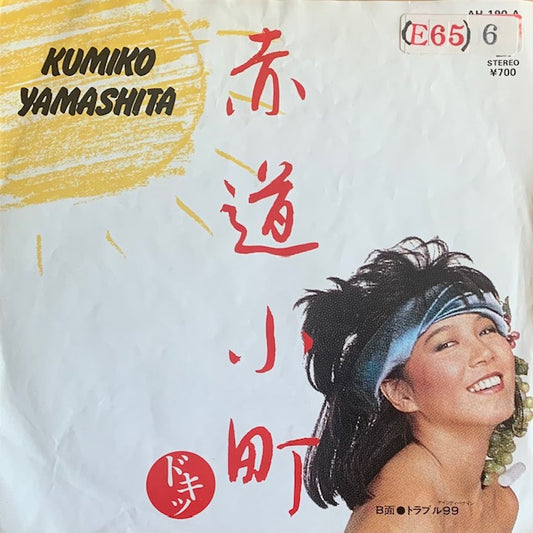 (E65) 6
STEREO
¥700
KUMIKO
YAMASHITA
赤道小町
ドキッ
B面●トラブル99